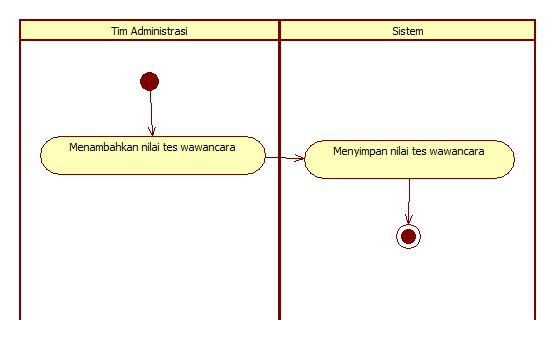 Tim Administrasi
Sistem
Menambahkan nilai tes wawancara
Menyimpan nilai tes wawancara